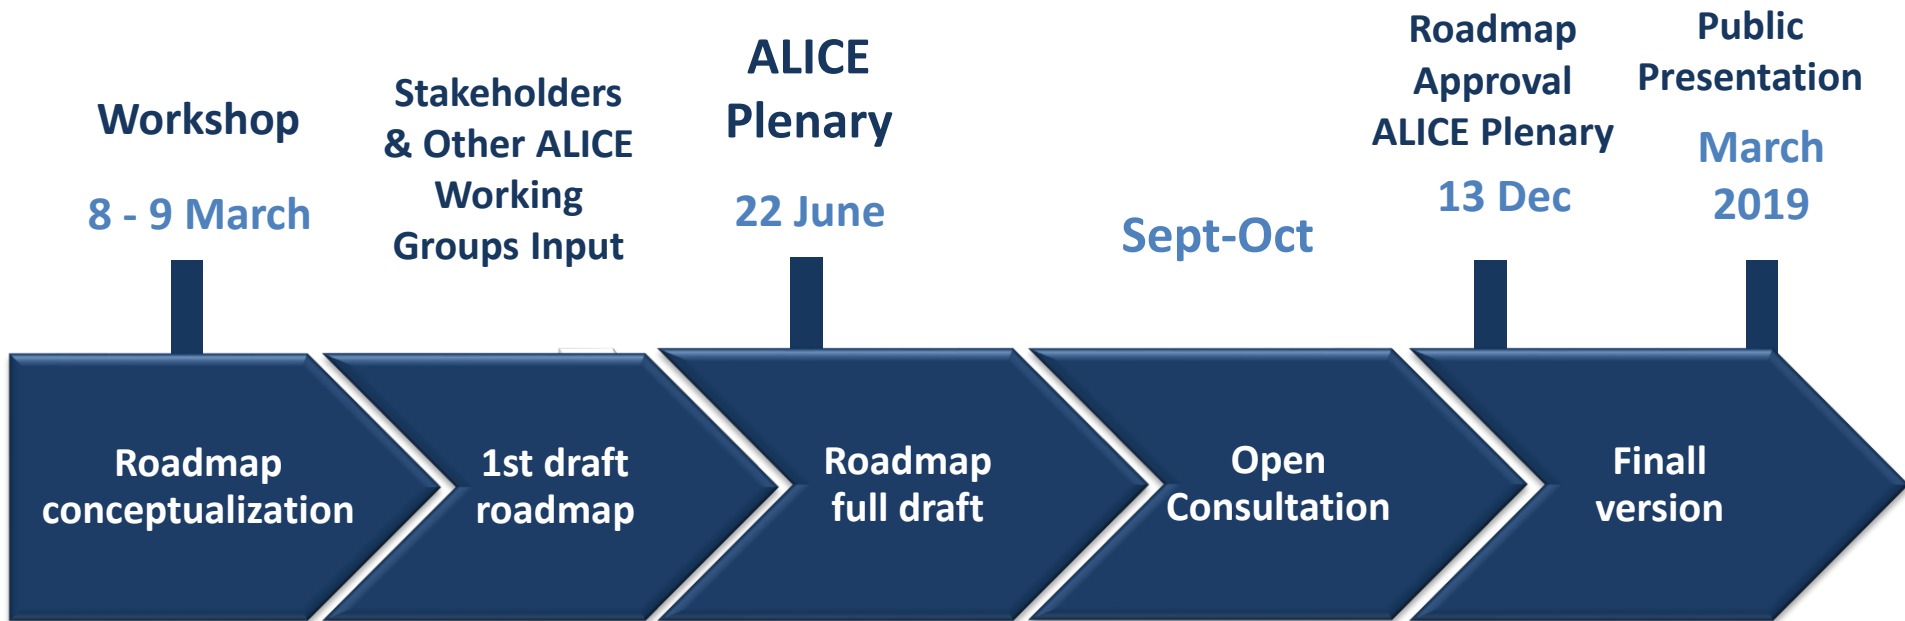 Workshop
8 - 9 March
Stakeholders
& Other ALICE
Working
Groups Input
ALICE
Plenary
22 June
Sept-Oct
Roadmap
Approval
ALICE Plenary
13 Dec
Public
Presentation
March
2019
Roadmap
conceptualization
1st draft
roadmap
Roadmap
full draft
Open
Consultation
Finall
version